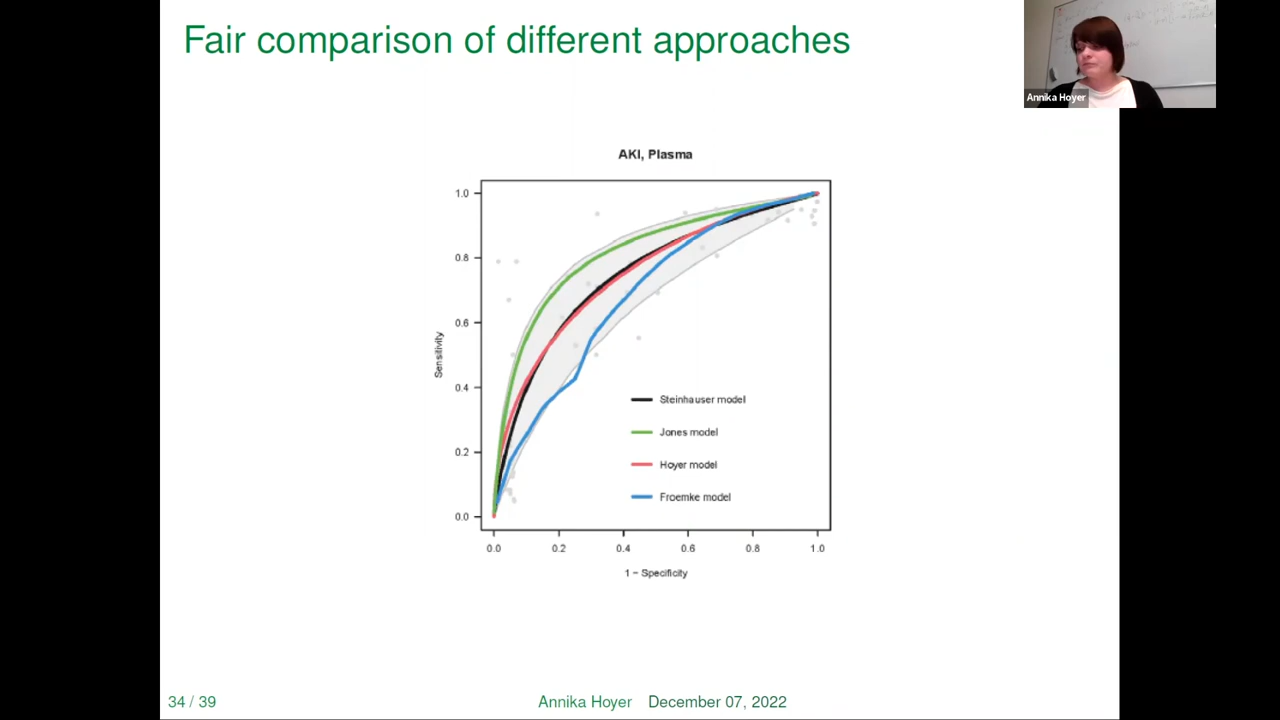 Fair comparison of different approaches
Annika Hoyer
AKI, Plasma
1.0
0.8
0.6
0.4
0.2
0.0
Sensitivity
Steinhauser model
Jones model
Hoyer model
Froemke model
0.0 0.2 0.4 0.6 0.8 1.0
1 − Specificity
34 / 39 Annika Hoyer December 07, 2022